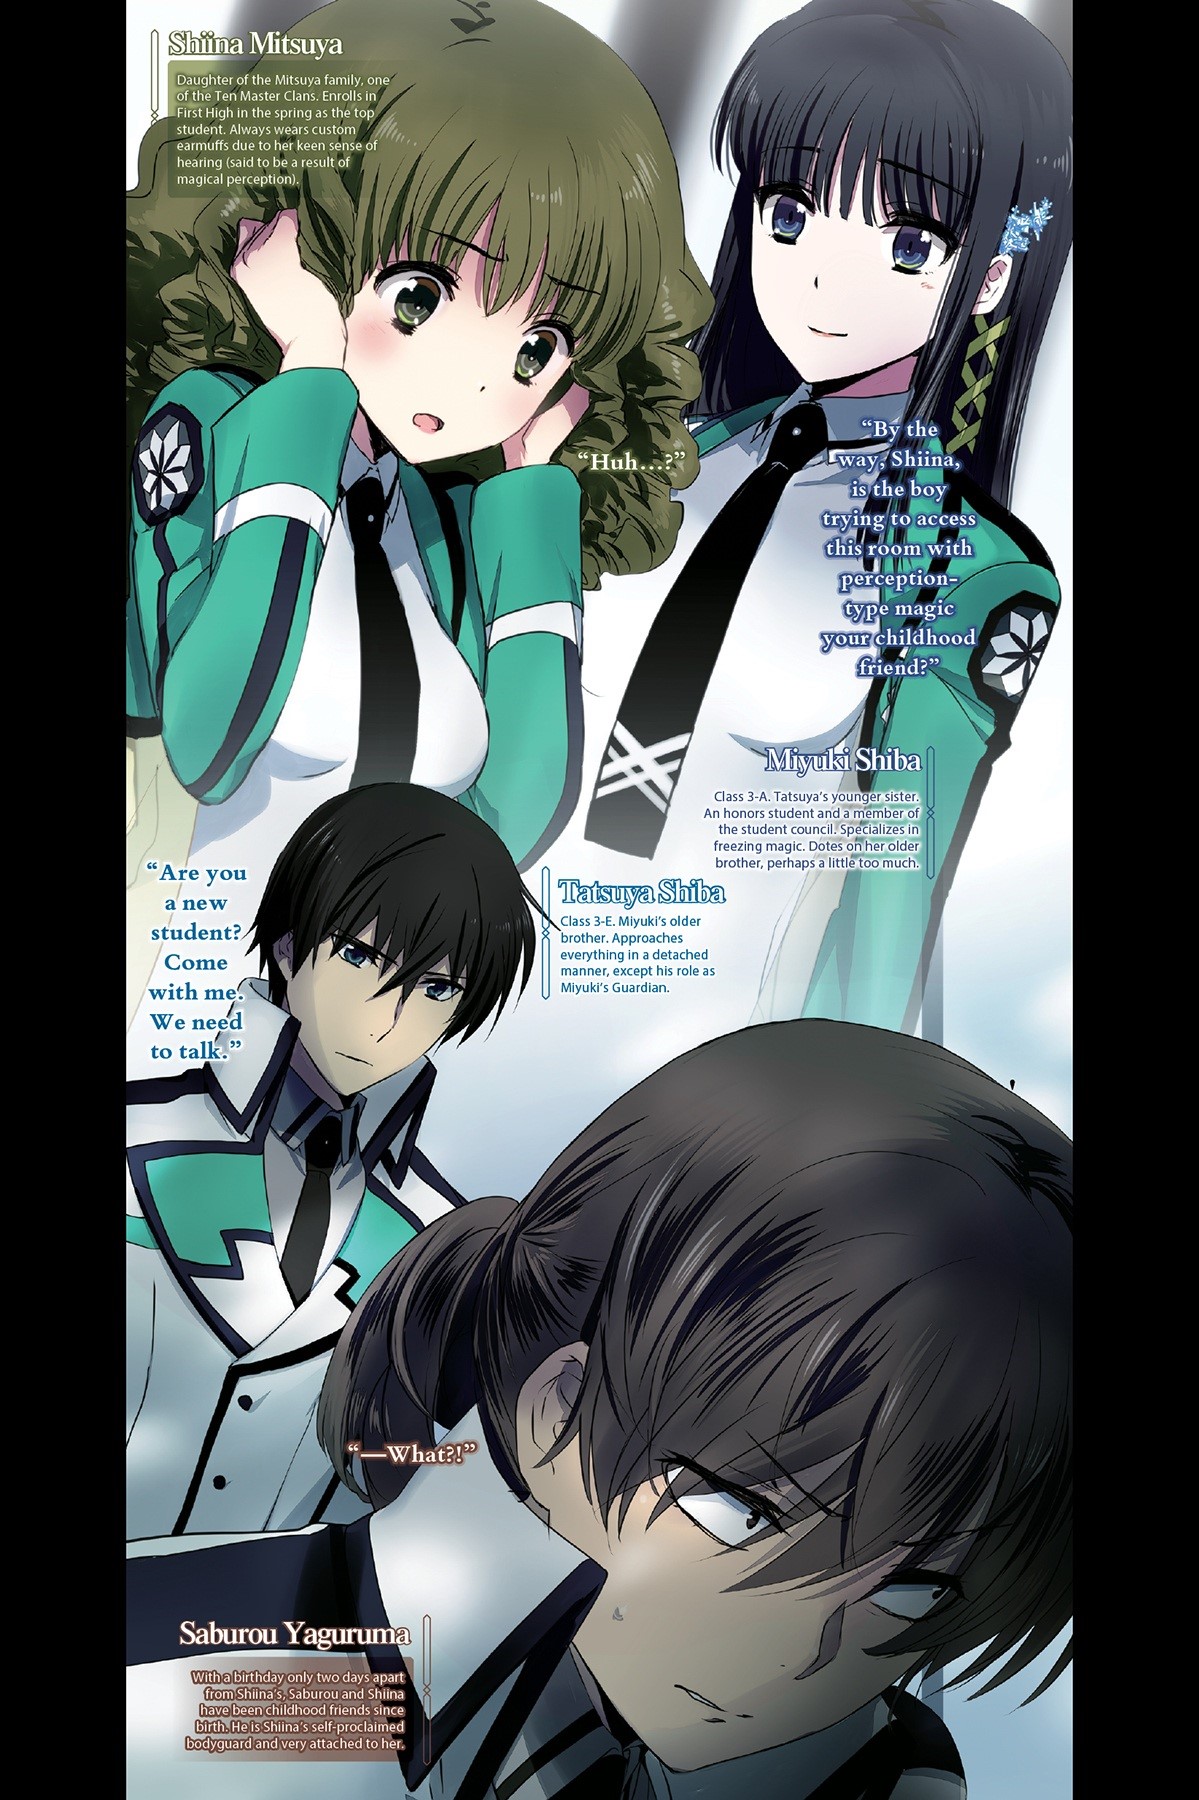 Shiina Mitsuya
Daughter of the Mitsuya family, one
of the Ten Master Clans. Enrolls in
First High in the spring as the top
student. Always wears custom
earmuffs due to her keen sense of
hearing (said to be a result of
magical perception).
“Huh…?”
“By the
way, Shiina,
is the boy
trying to access
this room with
perception-
type magic
your childhood
friend?”
Miyuki Shiba
Class 3-A. Tatsuya’s younger sister.
An honors student and a member of
the student council. Specializes in
freezing magic. Dotes on her older
brother, perhaps a little too much.
“Are you
a new
student?
Come
with me.
We need
to talk.”
Tatsuya Shiba
Class 3-E. Miyuki’s older
brother. Approaches
everything in a detached
manner, except his role as
Miyuki’s Guardian.
“—What?!”
Saburou Yaguruma
With a birthday only two days apart
from Shiina’s, Saburou and Shiina
have been childhood friends since
birth. He is Shiina’s self-proclaimed
bodyguard and very attached to her.